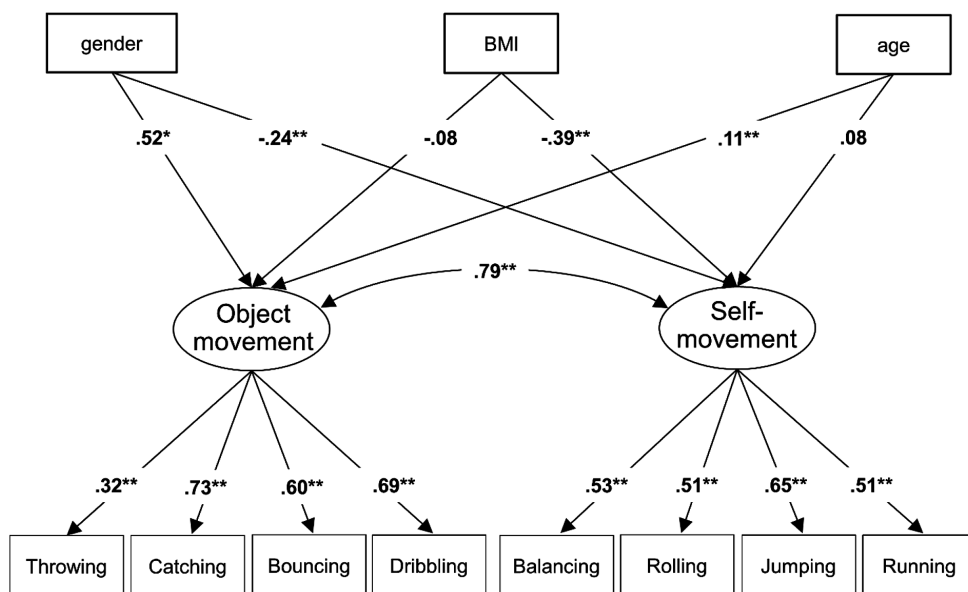 gender
BMI
age
.52*
-.24**
-.08
-.39**
.11**
.08
.79**
Object
movement
Self-
movement
.32**
.73**
.60**
.69**
.53**
.51**
.65**
.51**
Throwing
Catching
Bouncing
Dribbling
Balancing
Rolling
Jumping
Running